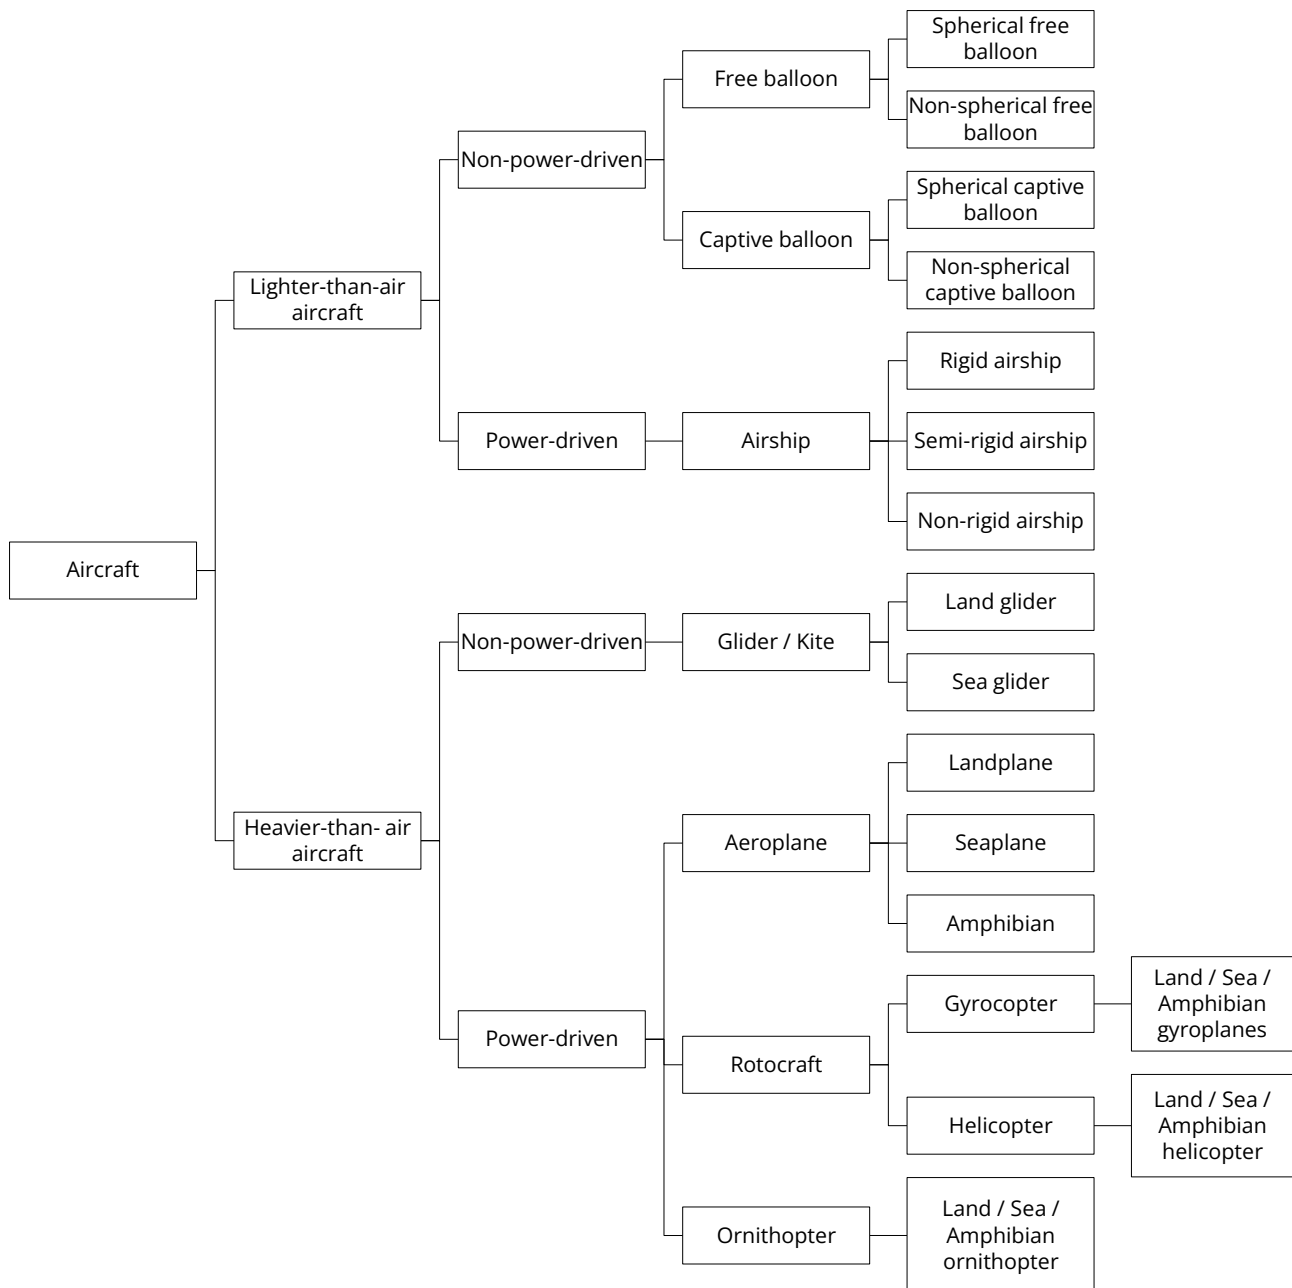 Spherical free
balloon
Free balloon
Non-spherical free
balloon
Non-power-driven
Spherical captive
balloon
Captive balloon
Non-spherical
captive balloon
Lighter-than-air
aircraft
Rigid airship
Power-driven
Airship
Semi-rigid airship
Non-rigid airship
Aircraft
Land glider
Non-power-driven
Glider / Kite
Sea glider
Landplane
Heavier-than- air
aircraft
Aeroplane
Seaplane
Amphibian
Gyrocopter
Land / Sea /
Amphibian
gyroplanes
Power-driven
Rotocraft
Helicopter
Land / Sea /
Amphibian
helicopter
Ornithopter
Land / Sea /
Amphibian
ornithopter